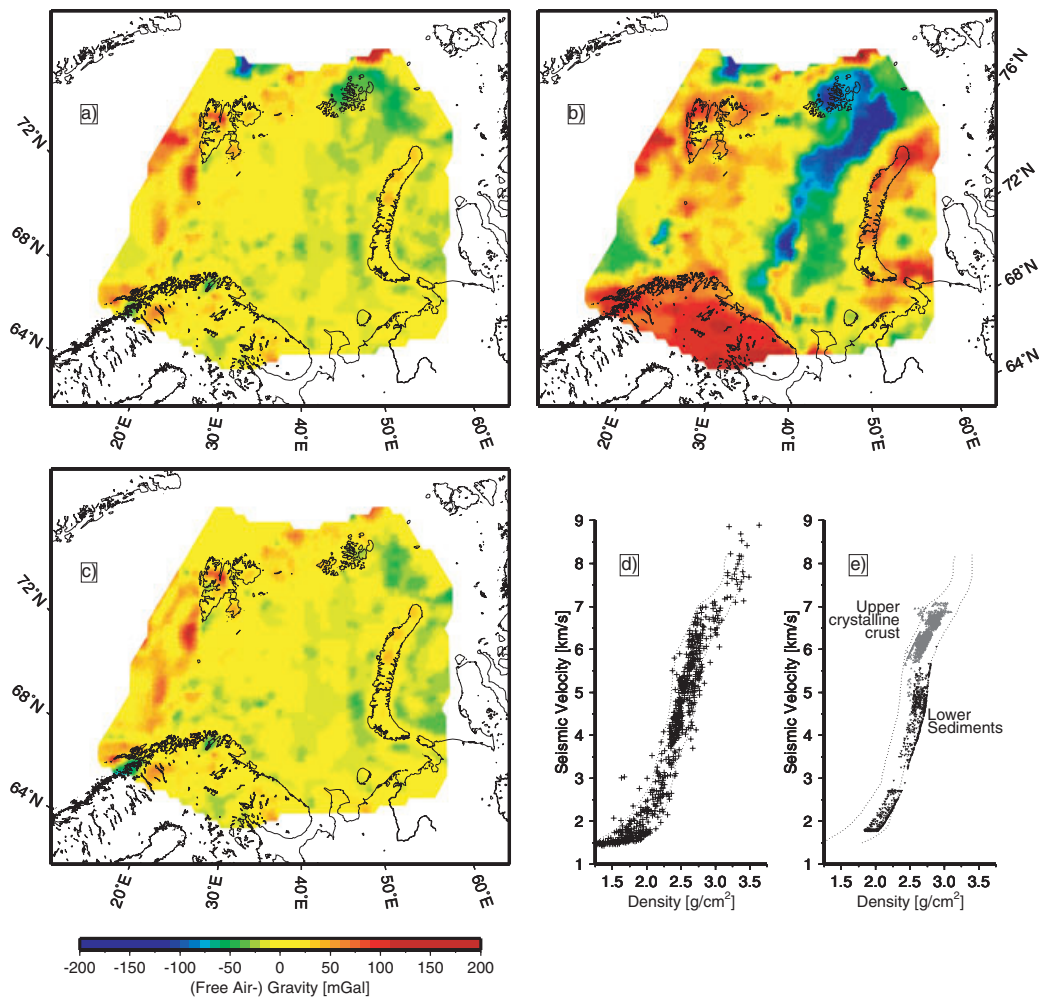 a)
b)
72°N
68°N
64°N
76°N
72°N
68°N
64°N
20°E
30°E
40°E
50°E
60°E
20°E
30°E
40°E
50°E
60°E
c)
72°N
68°N
64°N
20°E
30°E
40°E
50°E
60°E
d)
9
8
7
6
5
4
3
2
1
Seismic Velocity [km/s]
1.5 2.0 2.5 3.0 3.5
Density [g/cm²]
e)
9
8
7
6
5
4
3
2
1
Seismic Velocity [km/s]
Upper
crystalline
crust
Lower
Sediments
1.5 2.0 2.5 3.0 3.5
Density [g/cm²]
-200 -150 -100 -50 0 50 100 150 200
(Free Air-) Gravity [mGal]